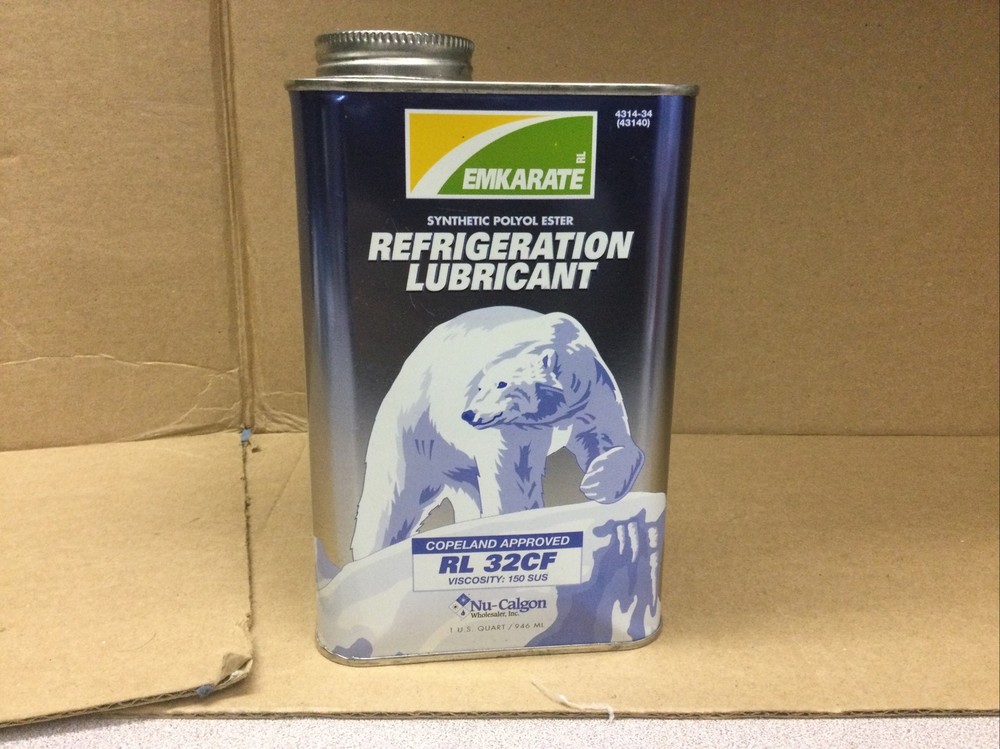 4314-34
(43140)
EMKARATE RL
SYNTHETIC POLYOL ESTER
REFRIGERATION
LUBRICANT
COPELAND APPROVED
RL 32CF
VISCOSITY: 150 SUS
Nu-Calgon
Wholesaler, Inc.
1 U.S. QUART / 946 ML